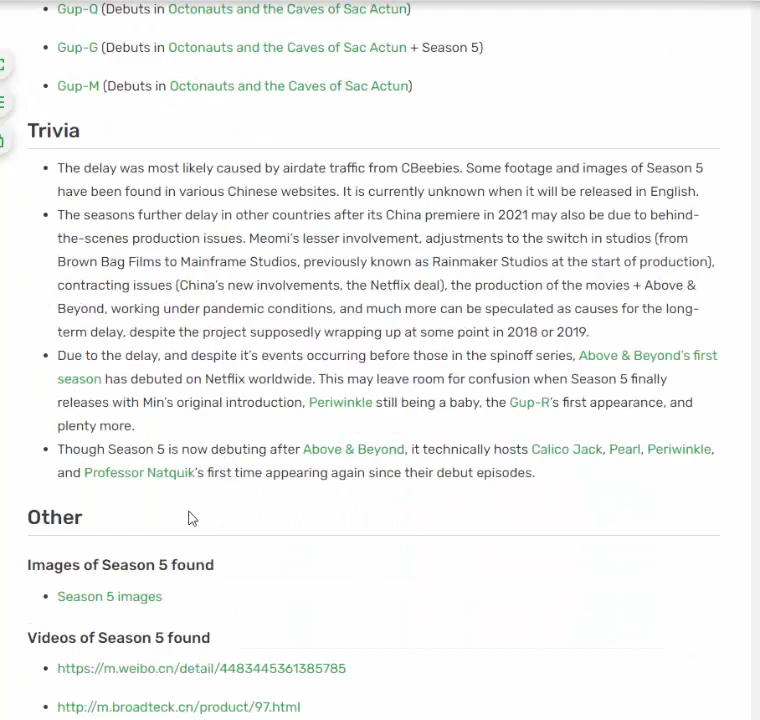 Gup-Q (Debuts in Octonauts and the Caves of Sac Actun)
Gup-G (Debuts in Octonauts and the Caves of Sac Actun + Season 5)
Gup-M (Debuts in Octonauts and the Caves of Sac Actun)
Trivia
The delay was most likely caused by airdate traffic from CBeebies. Some footage and images of Season 5
have been found in various Chinese websites. It is currently unknown when it will be released in English.
The seasons further delay in other countries after its China premiere in 2021 may also be due to behind-
the-scenes production issues. Meomi's lesser involvement, adjustments to the switch in studios (from
Brown Bag Films to Mainframe Studios, previously known as Rainmaker Studios at the start of production),
contracting issues (China's new involvements, the Netflix deal), the production of the movies + Above &
Beyond, working under pandemic conditions, and much more can be speculated as causes for the long-
term delay, despite the project supposedly wrapping up at some point in 2018 or 2019.
Due to the delay, and despite it's events occurring before those in the spinoff series, Above & Beyond's first
season has debuted on Netflix worldwide. This may leave room for confusion when Season 5 finally
releases with Min's original introduction, Periwinkle still being a baby, the Gup-R's first appearance, and
plenty more.
Though Season 5 is now debuting after Above & Beyond, it technically hosts Calico Jack, Pearl, Periwinkle,
and Professor Natquik's first time appearing again since their debut episodes.
Other
Images of Season 5 found
Season 5 images
Videos of Season 5 found
https://m.weibo.cn/detail/4483445361385785
http://m.broadteck.cn/product/97.html